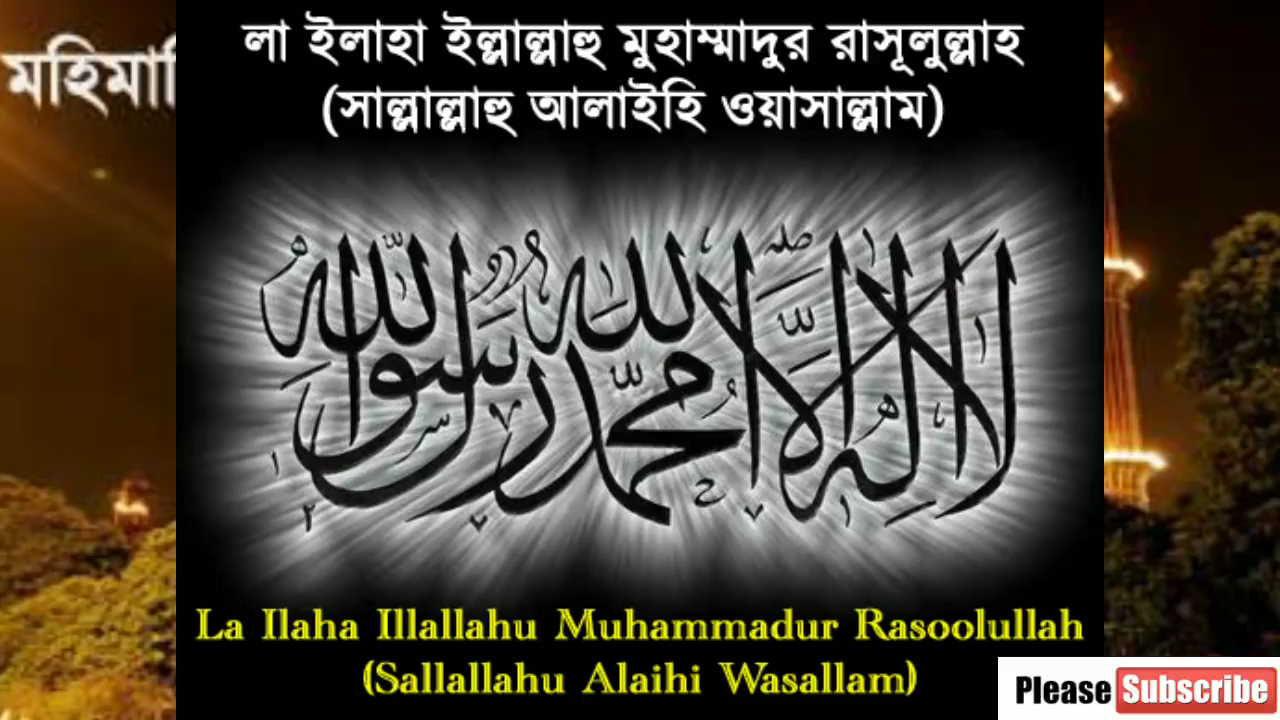 লা ইলাহা ইল্লাল্লাহু মুহাম্মাদুর রাসূলুল্লাহ
(সাল্লাল্লাহু আলাইহি ওয়াসাল্লাম)
لا اله الا الله محمد رسول الله
La Ilaha Illallahu Muhammadur Rasoolullah
(Sallallahu Alaihi Wasallam)
Please Subscribe